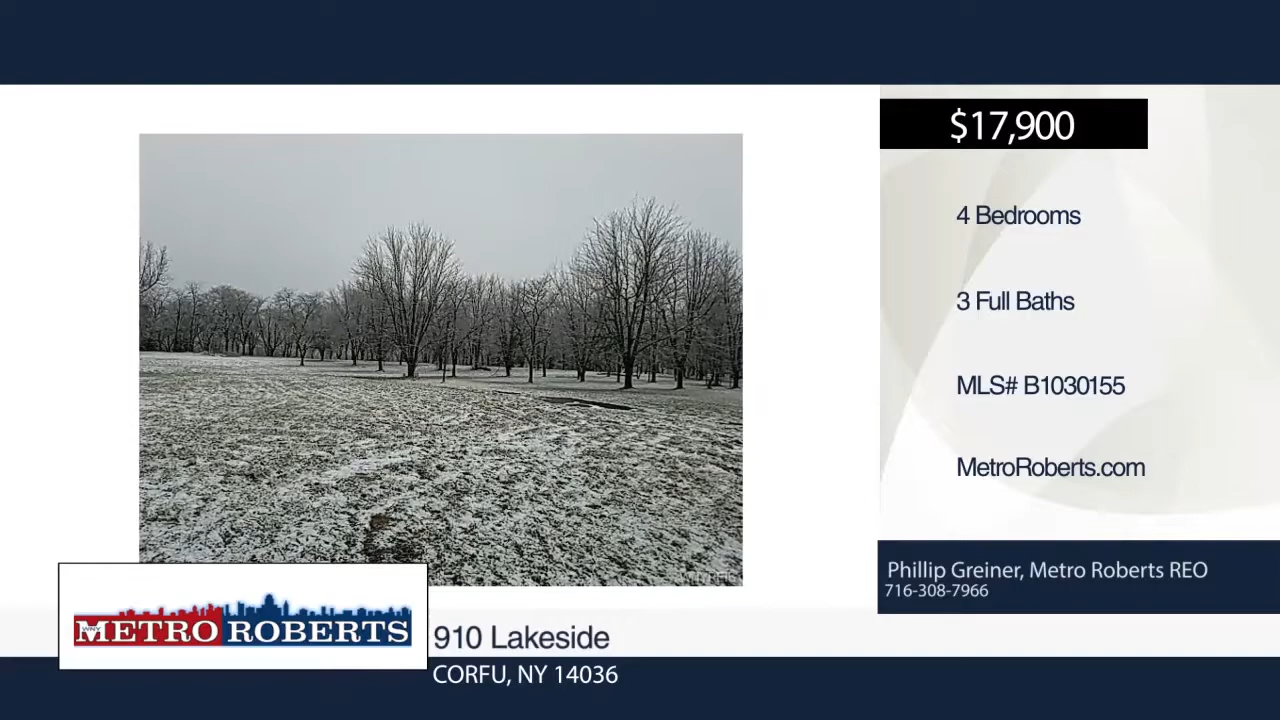 $17,900
4 Bedrooms
3 Full Baths
MLS# B1030155
MetroRoberts.com
Phillip Greiner, Metro Roberts REO
716-308-7966
WNY
METRO ROBERTS
910 Lakeside
CORFU, NY 14036